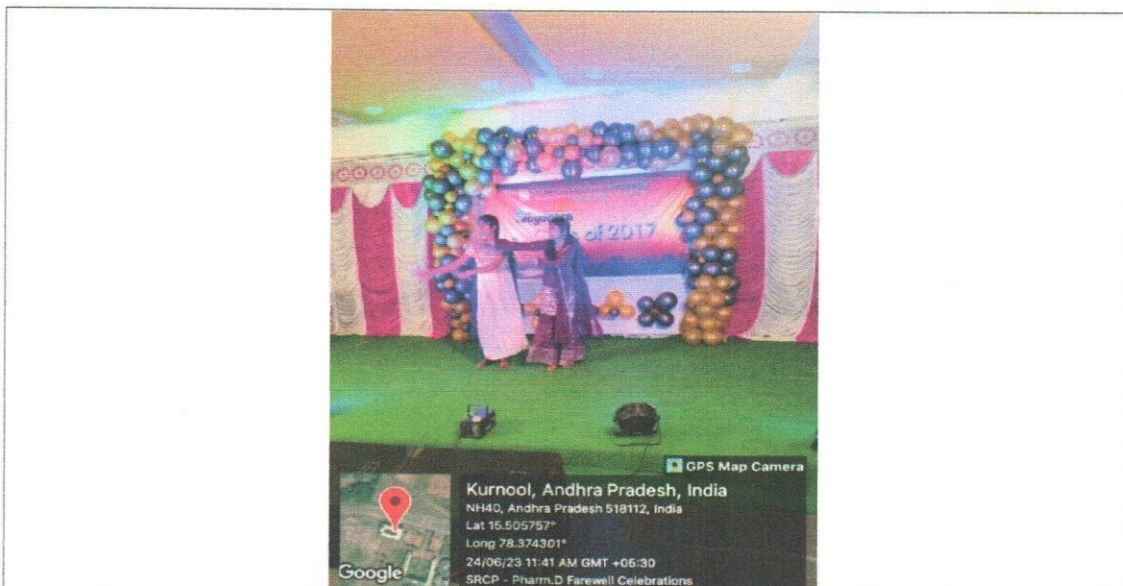 of 2017
GPS Map Camera
Kurnool, Andhra Pradesh, India
NH40, Andhra Pradesh 518112, India
Lat 15.505757°
Long 78.374301°
24/06/23 11:41 AM GMT +05:30
SRCP - Pharm.D Farewell Celebrations
Google